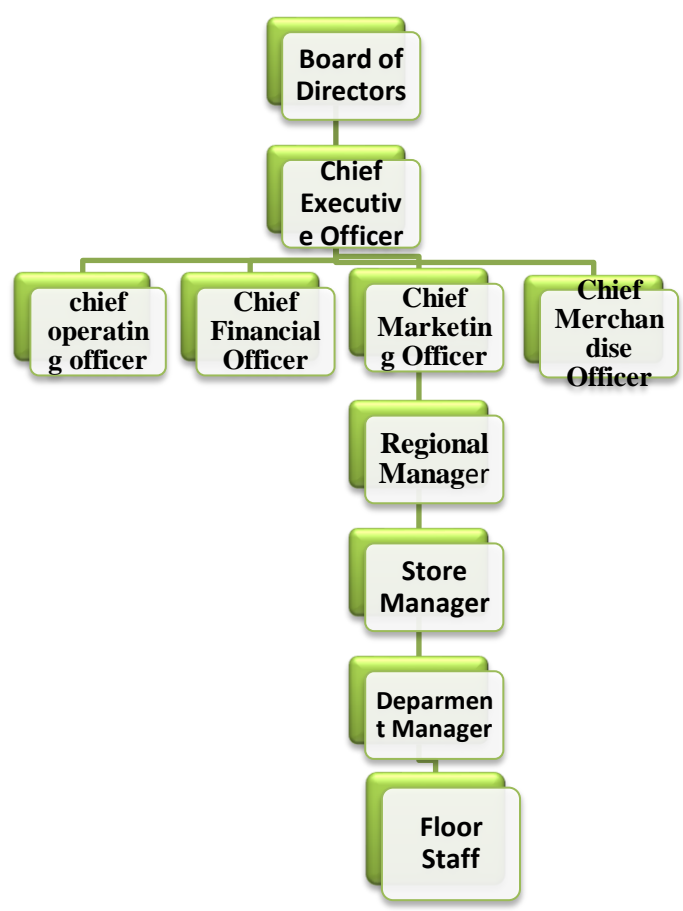 Board of
Directors
Chief
Executiv
e Officer
chief
operatin
g officer
Chief
Financial
Officer
Chief
Marketin
g Officer
Chief
Merchan
dise
Officer
Regional
Manager
Store
Manager
Deparmen
t Manager
Floor
Staff